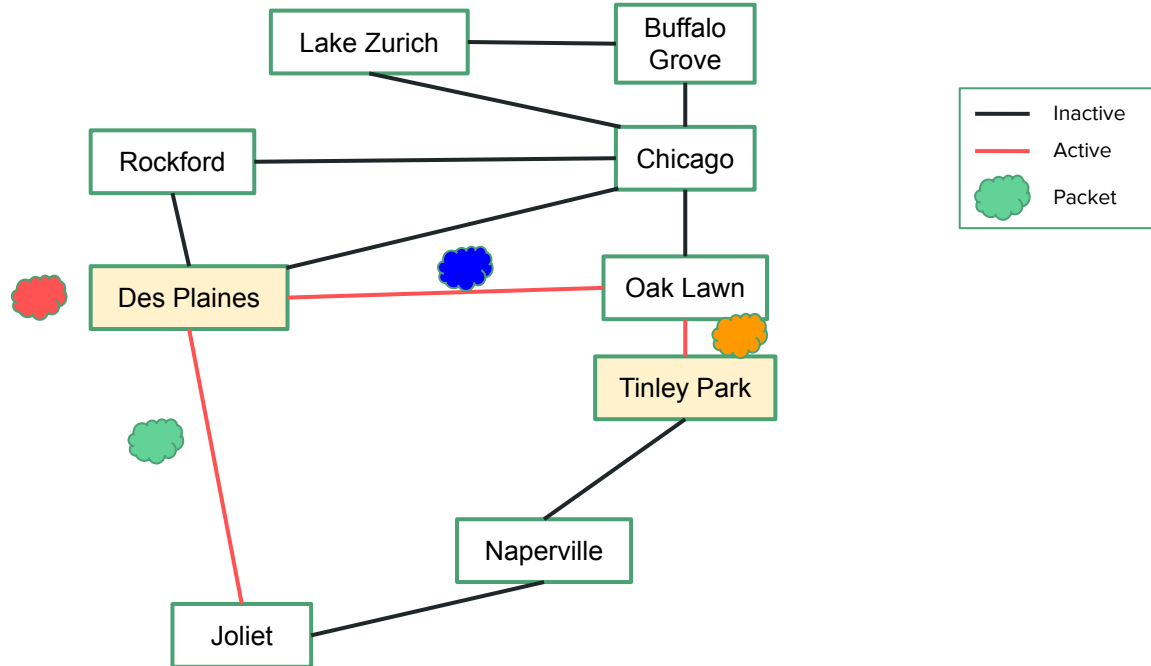 Lake Zurich
Buffalo
Grove
Inactive
Active
Packet
Rockford
Chicago
Des Plaines
Oak Lawn
Tinley Park
Naperville
Joliet